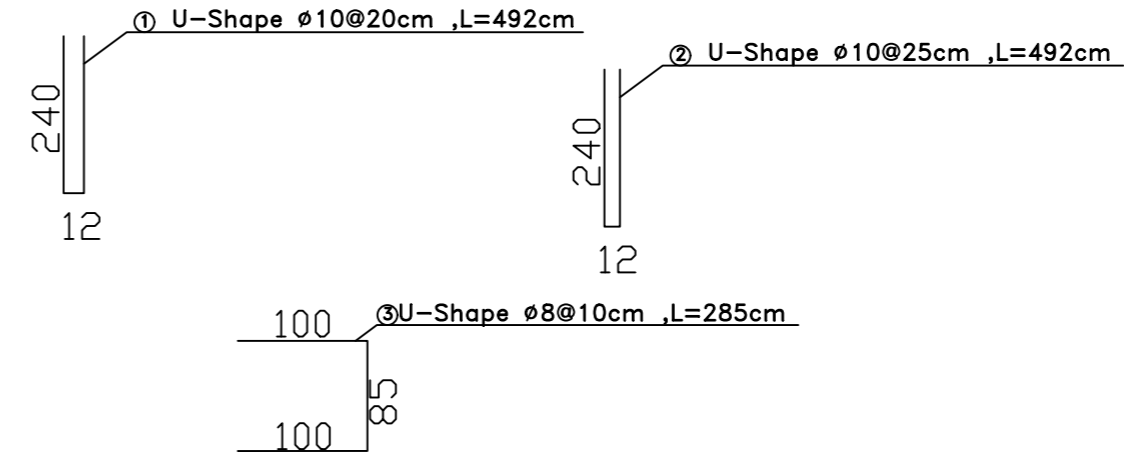 ① U-Shape Ø10@20cm ,L=492cm
② U-Shape Ø10@25cm ,L=492cm
240
240
12
12
③U-Shape Ø8@10cm ,L=285cm
100
85
100